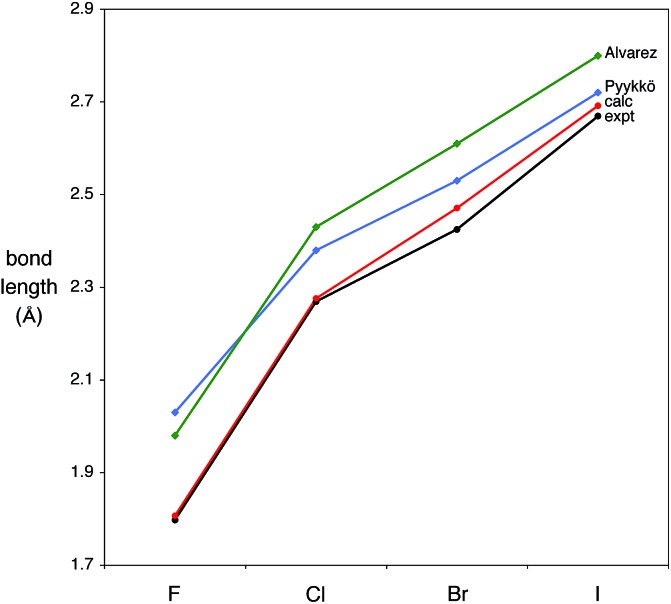 2.9
Alvarez
2.7
Pyykkö
calc
expt
2.5
bond
length
(Å)
2.3
2.1
1.9
1.7
F Cl Br I